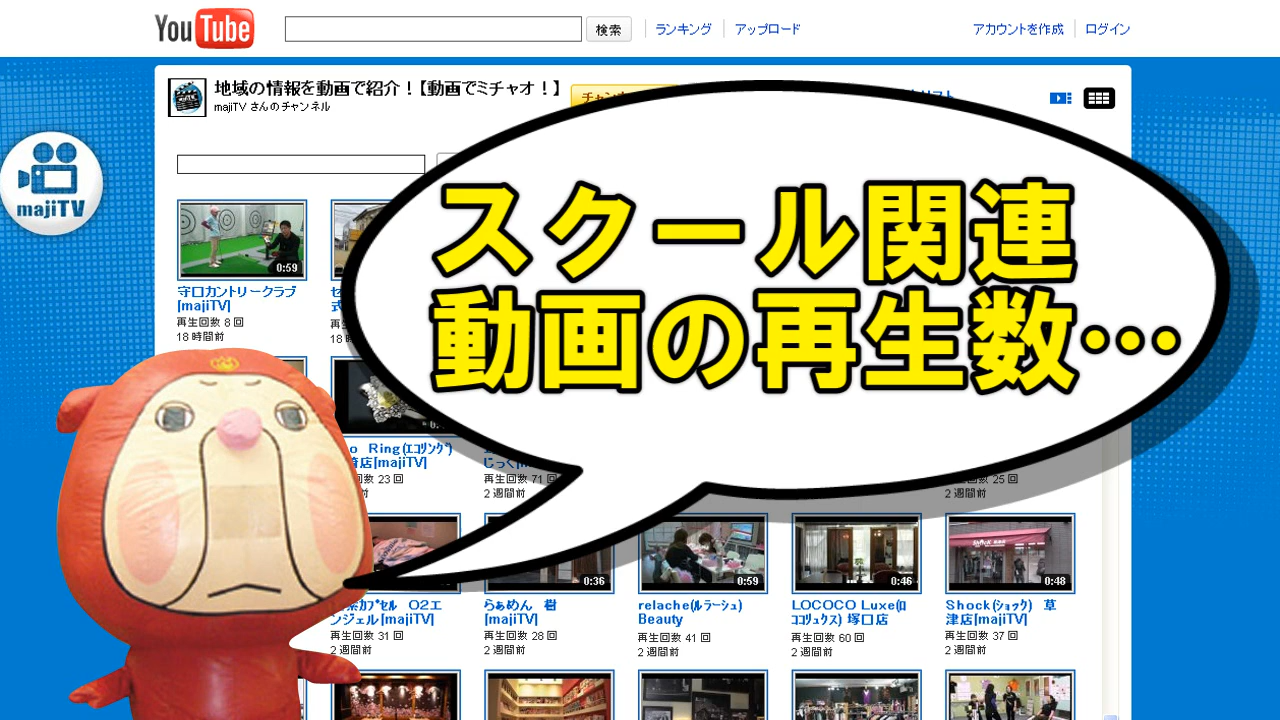 YouTube
検索
ランキング
アップロード
アカウントを作成
ログイン
地域の情報を動画で紹介！【動画でミチャオ！】
majiTV さんのチャンネル
majiTV
スクール関連
動画の再生数…
0:59
守口カントリークラブ
[majiTV]
再生回数 8 回
18 時間前
再生回数 23 回
再生回数 71 回
2 週間前
再生回数 25 回
2 週間前
0:36
0:59
0:46
0:48
O2エ
ンジェル[majiTV]
再生回数 31 回
2 週間前
らぁめん 樹
[majiTV]
再生回数 28 回
2 週間前
relache(ﾙﾗｰｼｭ)
Beauty
再生回数 41 回
2 週間前
LOCOCO Luxe(ﾛ
ｺｺﾘｭｸｽ) 塚口店
再生回数 60 回
2 週間前
Shock(ｼｮｯｸ) 草
津店[majiTV]
再生回数 37 回
2 週間前